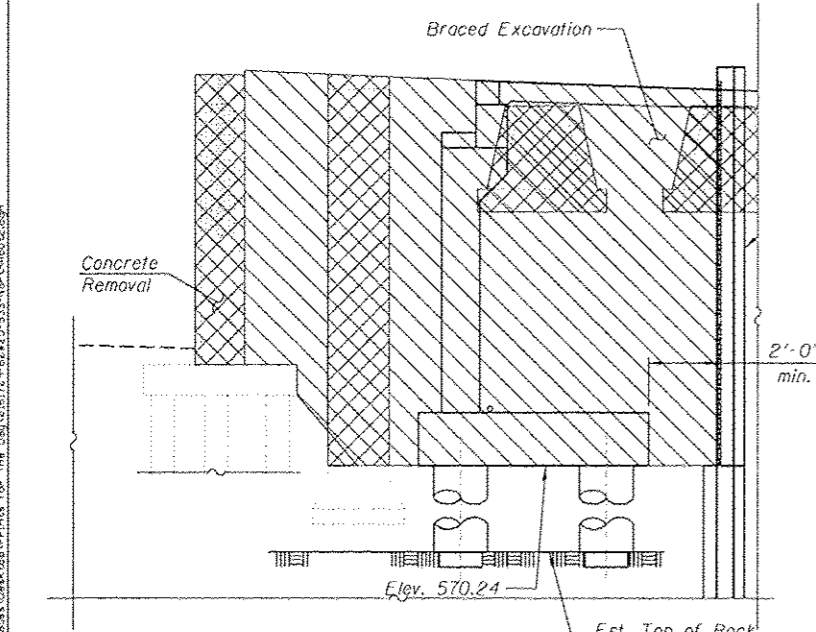 Braced Excavation
Concrete
Removal
2'-0"
min.
Elev. 570.24
Est. Top of Rock